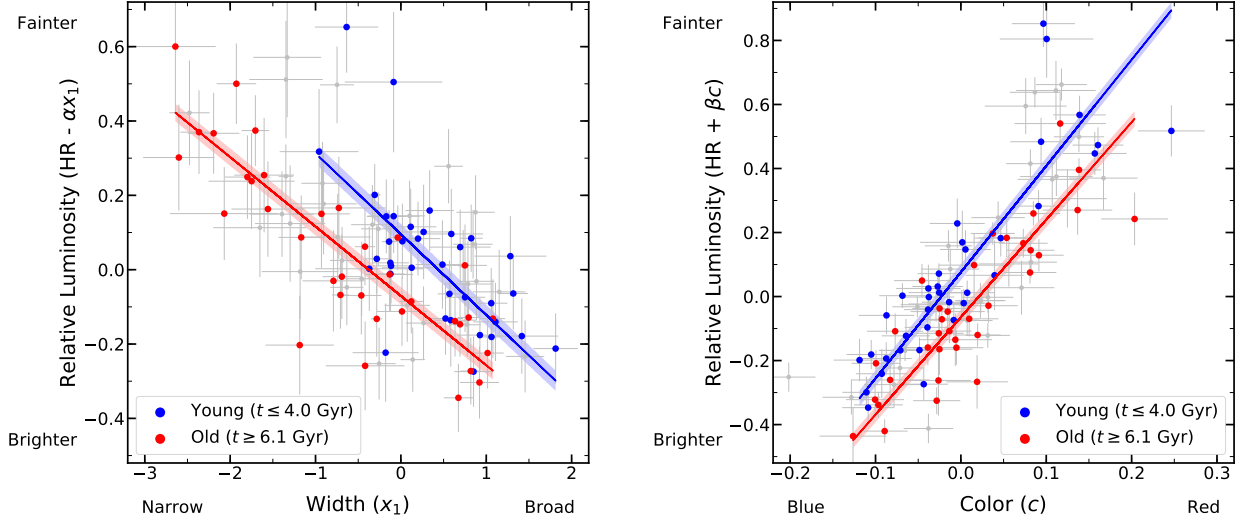 Fainter
Relative Luminosity (HR - αx₁)
Brighter
0.6
0.4
0.2
0.0
−0.2
−0.4
Young (t ≤ 4.0 Gyr)
Old (t ≥ 6.1 Gyr)
−3
−2
−1
0
1
2
Narrow
Width (x₁)
Broad
Fainter
Relative Luminosity (HR + βc)
Brighter
0.8
0.6
0.4
0.2
0.0
−0.2
−0.4
Young (t ≤ 4.0 Gyr)
Old (t ≥ 6.1 Gyr)
−0.2
−0.1
0.0
0.1
0.2
0.3
Blue
Color (c)
Red